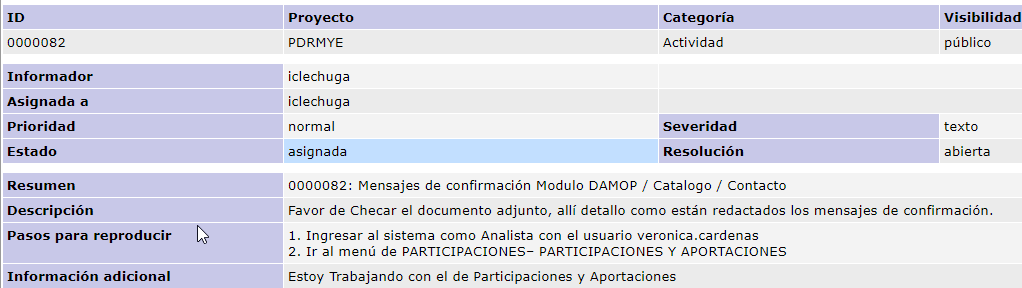 ID Proyecto Categoría Visibilidad
0000082 PDRMYE Actividad público
Informador iclechuga
Asignada a iclechuga
Prioridad normal Severidad texto
Estado asignada Resolución abierta
Resumen 0000082: Mensajes de confirmación Modulo DAMOP / Catalogo / Contacto
Descripción Favor de Checar el documento adjunto, allí detallo como están redactados los mensajes de confirmación.
Pasos para reproducir 1. Ingresar al sistema como Analista con el usuario veronica.cardenas
2. Ir al menú de PARTICIPACIONES– PARTICIPACIONES Y APORTACIONES
Información adicional Estoy Trabajando con el de Participaciones y Aportaciones